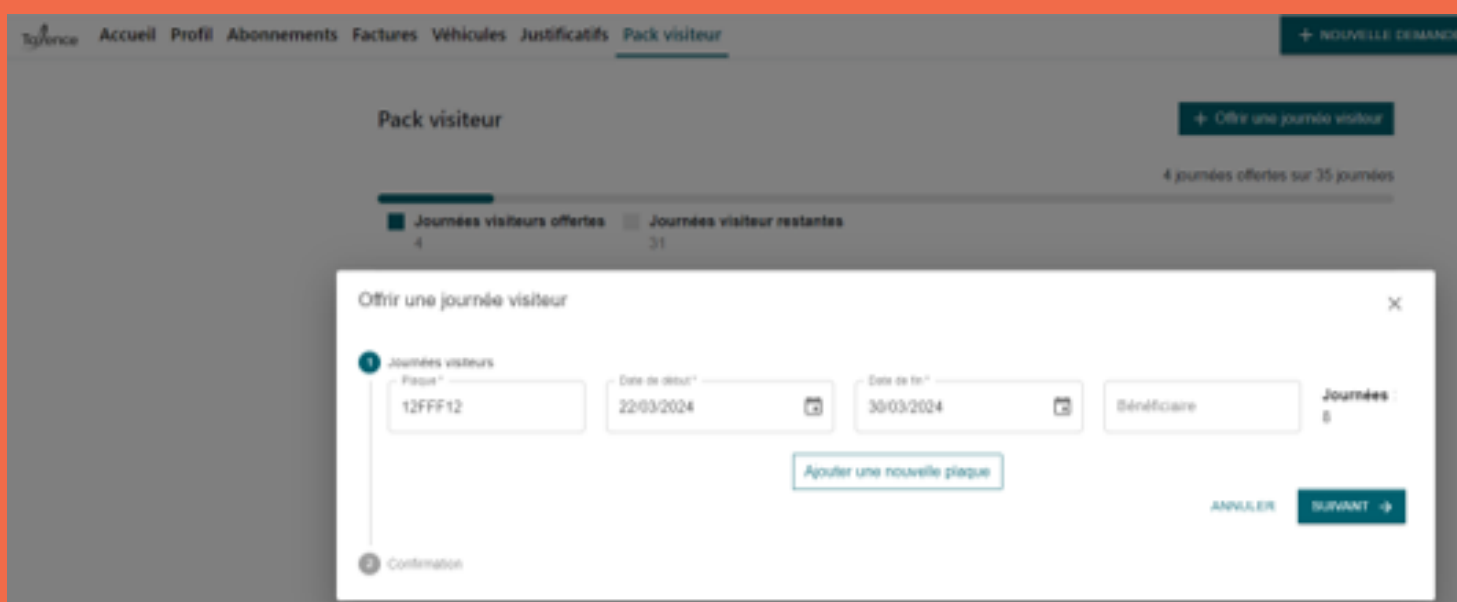 Accueil Profil Abonnements Factures Véhicules Justificatifs Pack visiteur + NOUVELLE DEMANDE
Pack visiteur + Offrir une journée visiteur
4 journées offertes sur 35 journées
Journées visiteurs offertes Journées visiteur restantes
4 31
Offrir une journée visiteur
1 Journées visiteurs
Plaque * Date de début * Date de fin *
12FFF12 22/03/2024 30/03/2024 Bénéficiaire Journées :
8
Ajouter une nouvelle plaque
ANNULER SUIVANT →
2 Confirmation